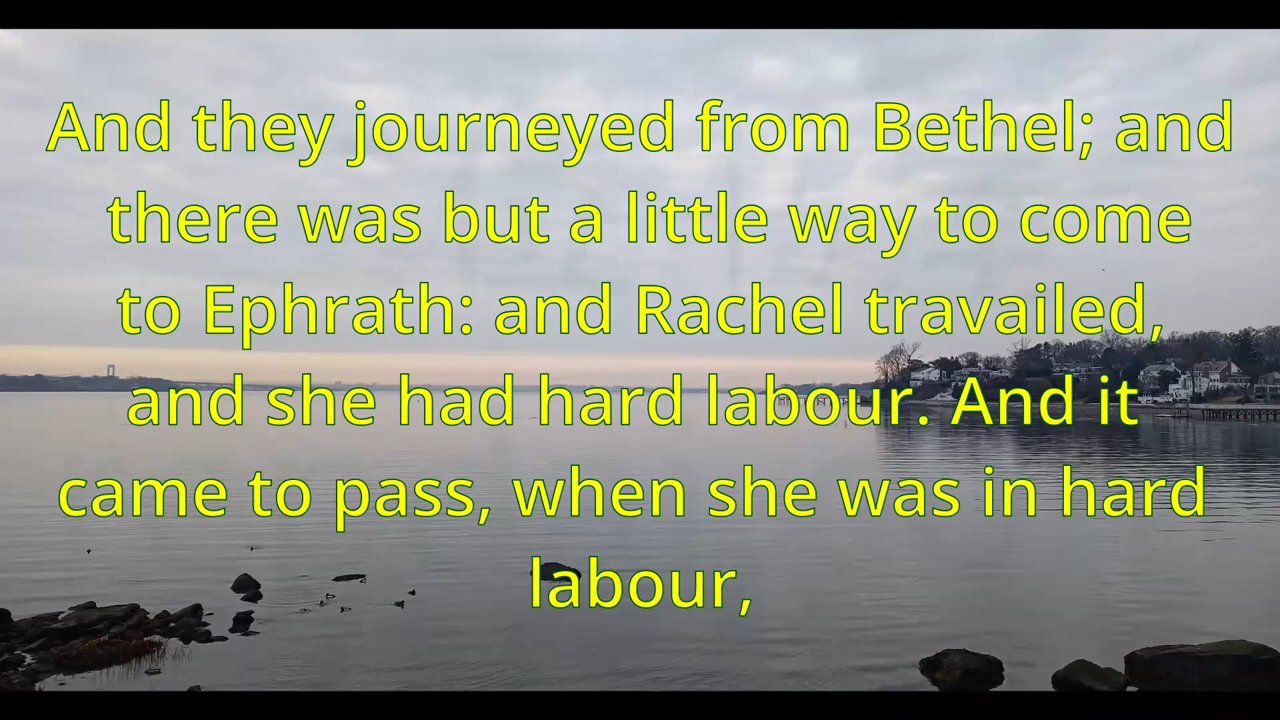 And they journeyed from Bethel; and
there was but a little way to come
to Ephrath: and Rachel travailed,
and she had hard labour. And it
came to pass, when she was in hard
labour,